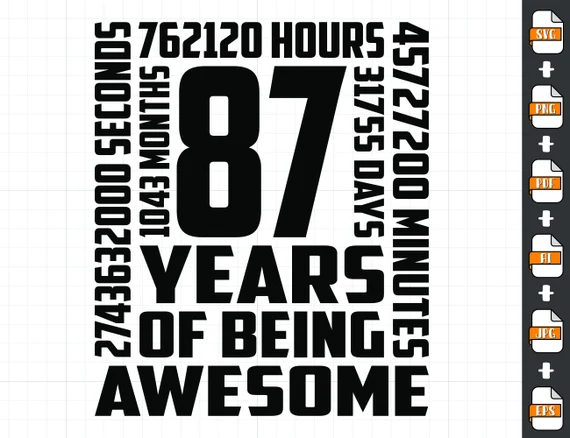 762120 HOURS
2743632000 SECONDS
1043 MONTHS
87
31755 DAYS
45727200 MINUTES
YEARS
OF BEING
AWESOME
SVG
+
PNG
+
PDF
+
AI
+
JPG
+
EPS